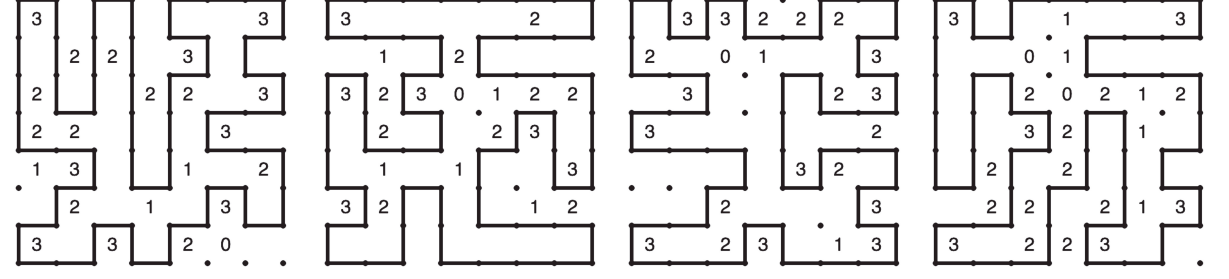 3 3 3 2 3 3 2 2 2 3 1 3
2 2 3 1 2 2 0 1 3 0 1
2 2 2 3 3 2 3 0 1 2 2 3 2 3 2 0 2 1 2
2 2 3 2 2 3 3 2 3 2 1
1 3 1 2 1 1 3 3 2 2 2
2 1 3 3 2 1 2 2 3 2 2 2 1 3
3 3 2 0 3 2 3 1 3 3 2 2 3